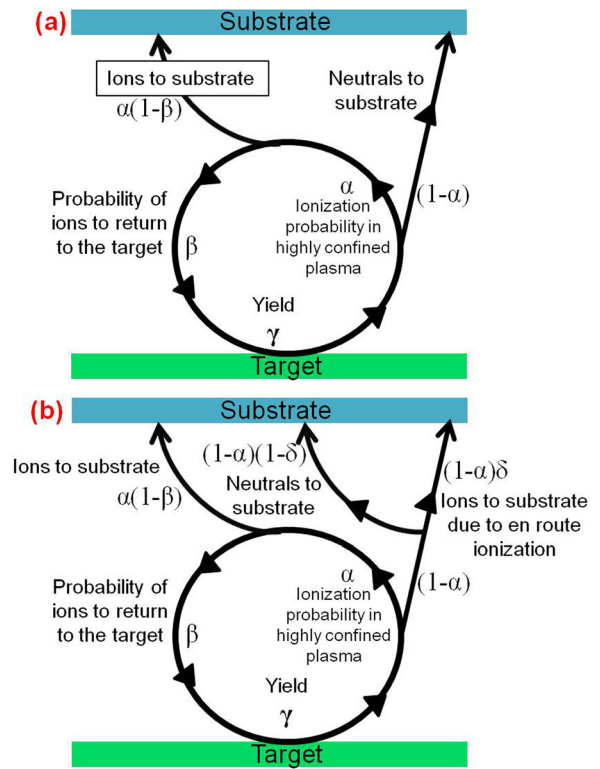 (a)
Substrate
Ions to substrate
α(1-β)
Neutrals to
substrate
Probability of
ions to return
to the target
β
α
Ionization
probability in
highly confined
plasma
(1-α)
Yield
γ
Target
(b)
Substrate
Ions to substrate
α(1-β)
(1-α)(1-δ)
Neutrals to
substrate
(1-α)δ
Ions to substrate
due to en route
ionization
Probability of
ions to return
to the target
β
α
Ionization
probability in
highly confined
plasma
(1-α)
Yield
γ
Target